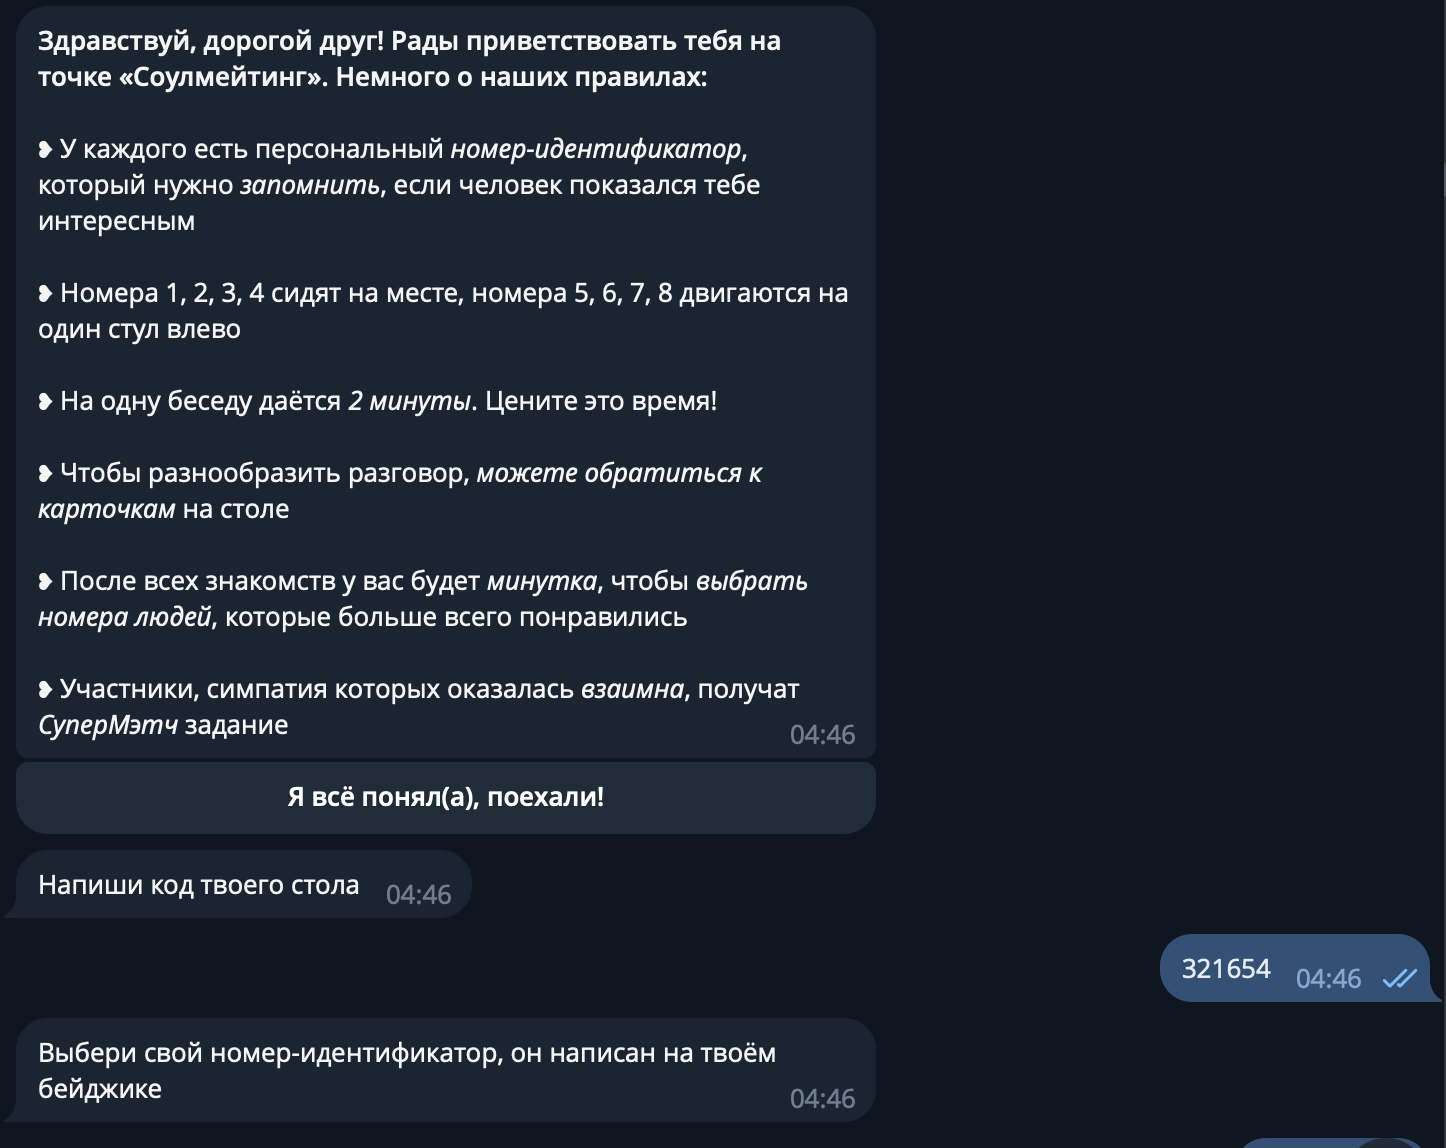 Здравствуй, дорогой друг! Рады приветствовать тебя на
точке «Соулмейтинг». Немного о наших правилах:
❥ У каждого есть персональный номер-идентификатор,
который нужно запомнить, если человек показался тебе
интересным
❥ Номера 1, 2, 3, 4 сидят на месте, номера 5, 6, 7, 8 двигаются на
один стул влево
❥ На одну беседу даётся 2 минуты. Цените это время!
❥ Чтобы разнообразить разговор, можете обратиться к
карточкам на столе
❥ После всех знакомств у вас будет минутка, чтобы выбрать
номера людей, которые больше всего понравились
❥ Участники, симпатия которых оказалась взаимна, получат
СуперМэтч задание
04:46
Я всё понял(а), поехали!
Напиши код твоего стола 04:46
321654 04:46
Выбери свой номер-идентификатор, он написан на твоём
бейджике
04:46